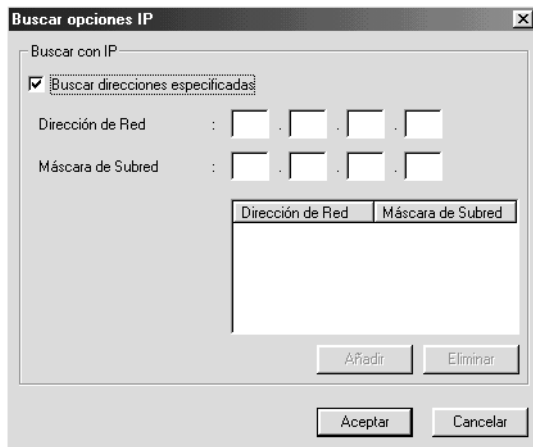 Buscar opciones IP
Buscar con IP
Buscar direcciones especificadas
Dirección de Red : . . .
Máscara de Subred : . . .
Dirección de Red Máscara de Subred
Añadir Eliminar
Aceptar Cancelar